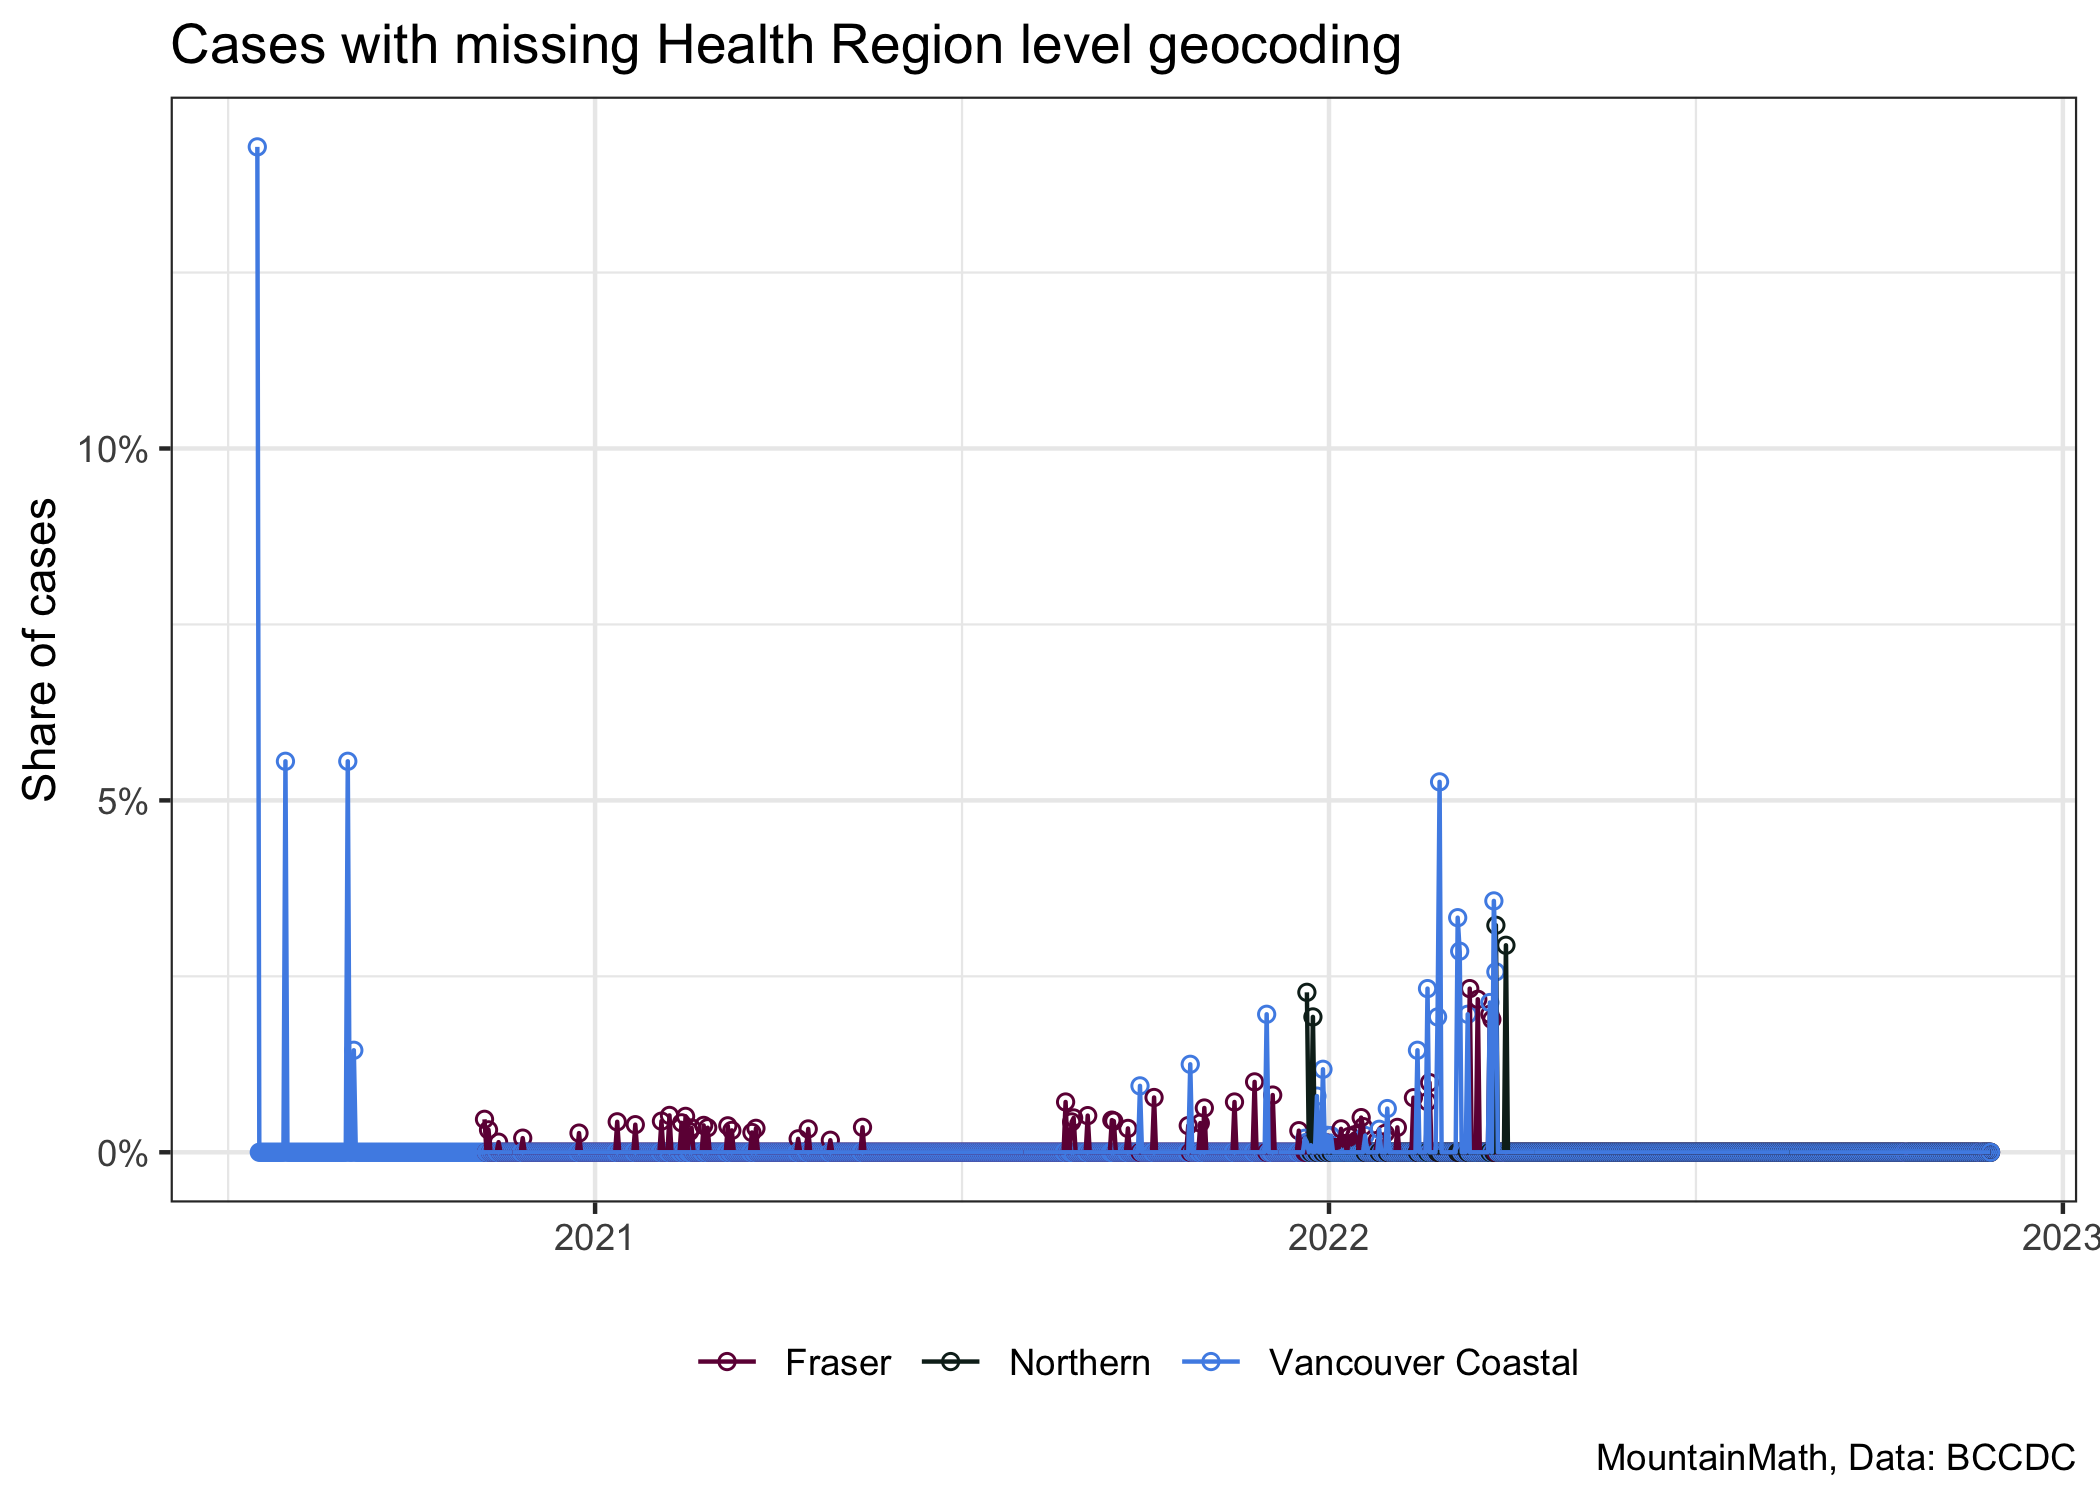 Cases with missing Health Region level geocoding
Share of cases
10%
5%
0%
2021
2022
2023
Fraser
Northern
Vancouver Coastal
MountainMath, Data: BCCDC